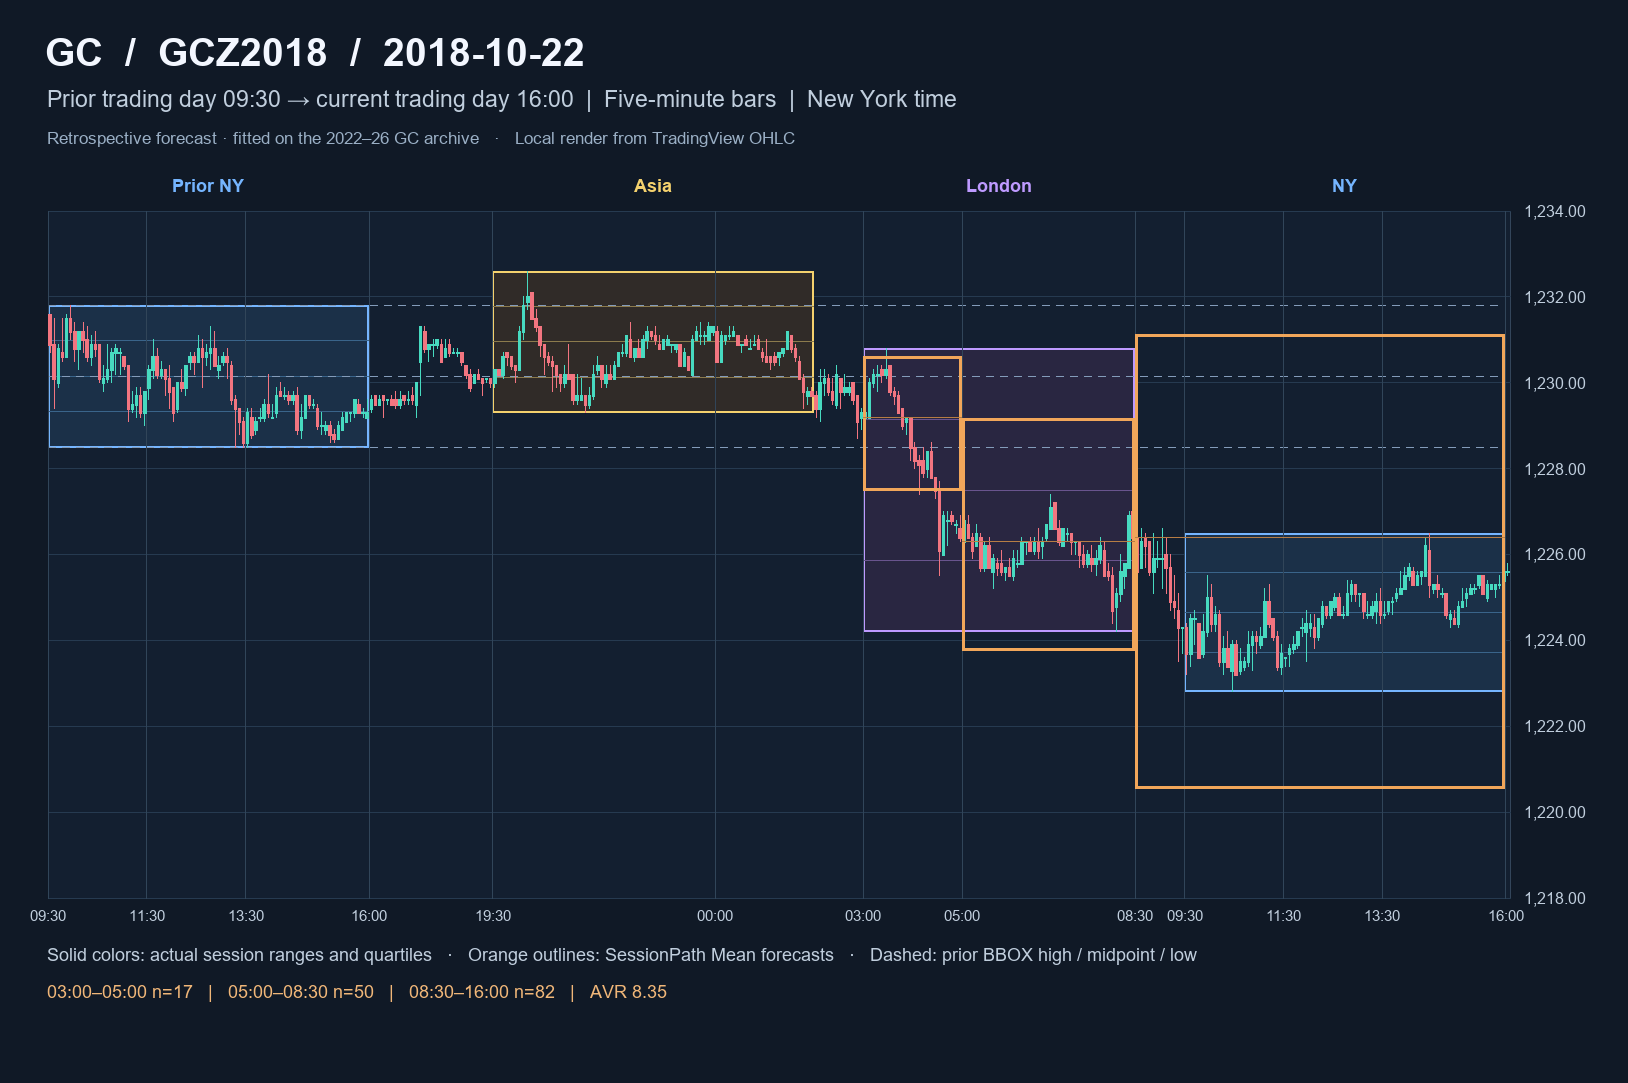 GC / GCZ2018 / 2018-10-22
Prior trading day 09:30 → current trading day 16:00 | Five-minute bars | New York time
Retrospective forecast · fitted on the 2022–26 GC archive · Local render from TradingView OHLC
Prior NY Asia London NY
1,234.00
1,232.00
1,230.00
1,228.00
1,226.00
1,224.00
1,222.00
1,220.00
1,218.00
09:30 11:30 13:30 16:00 19:30 00:00 03:00 05:00 08:30 09:30 11:30 13:30 16:00
Solid colors: actual session ranges and quartiles · Orange outlines: SessionPath Mean forecasts · Dashed: prior BBOX high / midpoint / low
03:00–05:00 n=17 | 05:00–08:30 n=50 | 08:30–16:00 n=82 | AVR 8.35